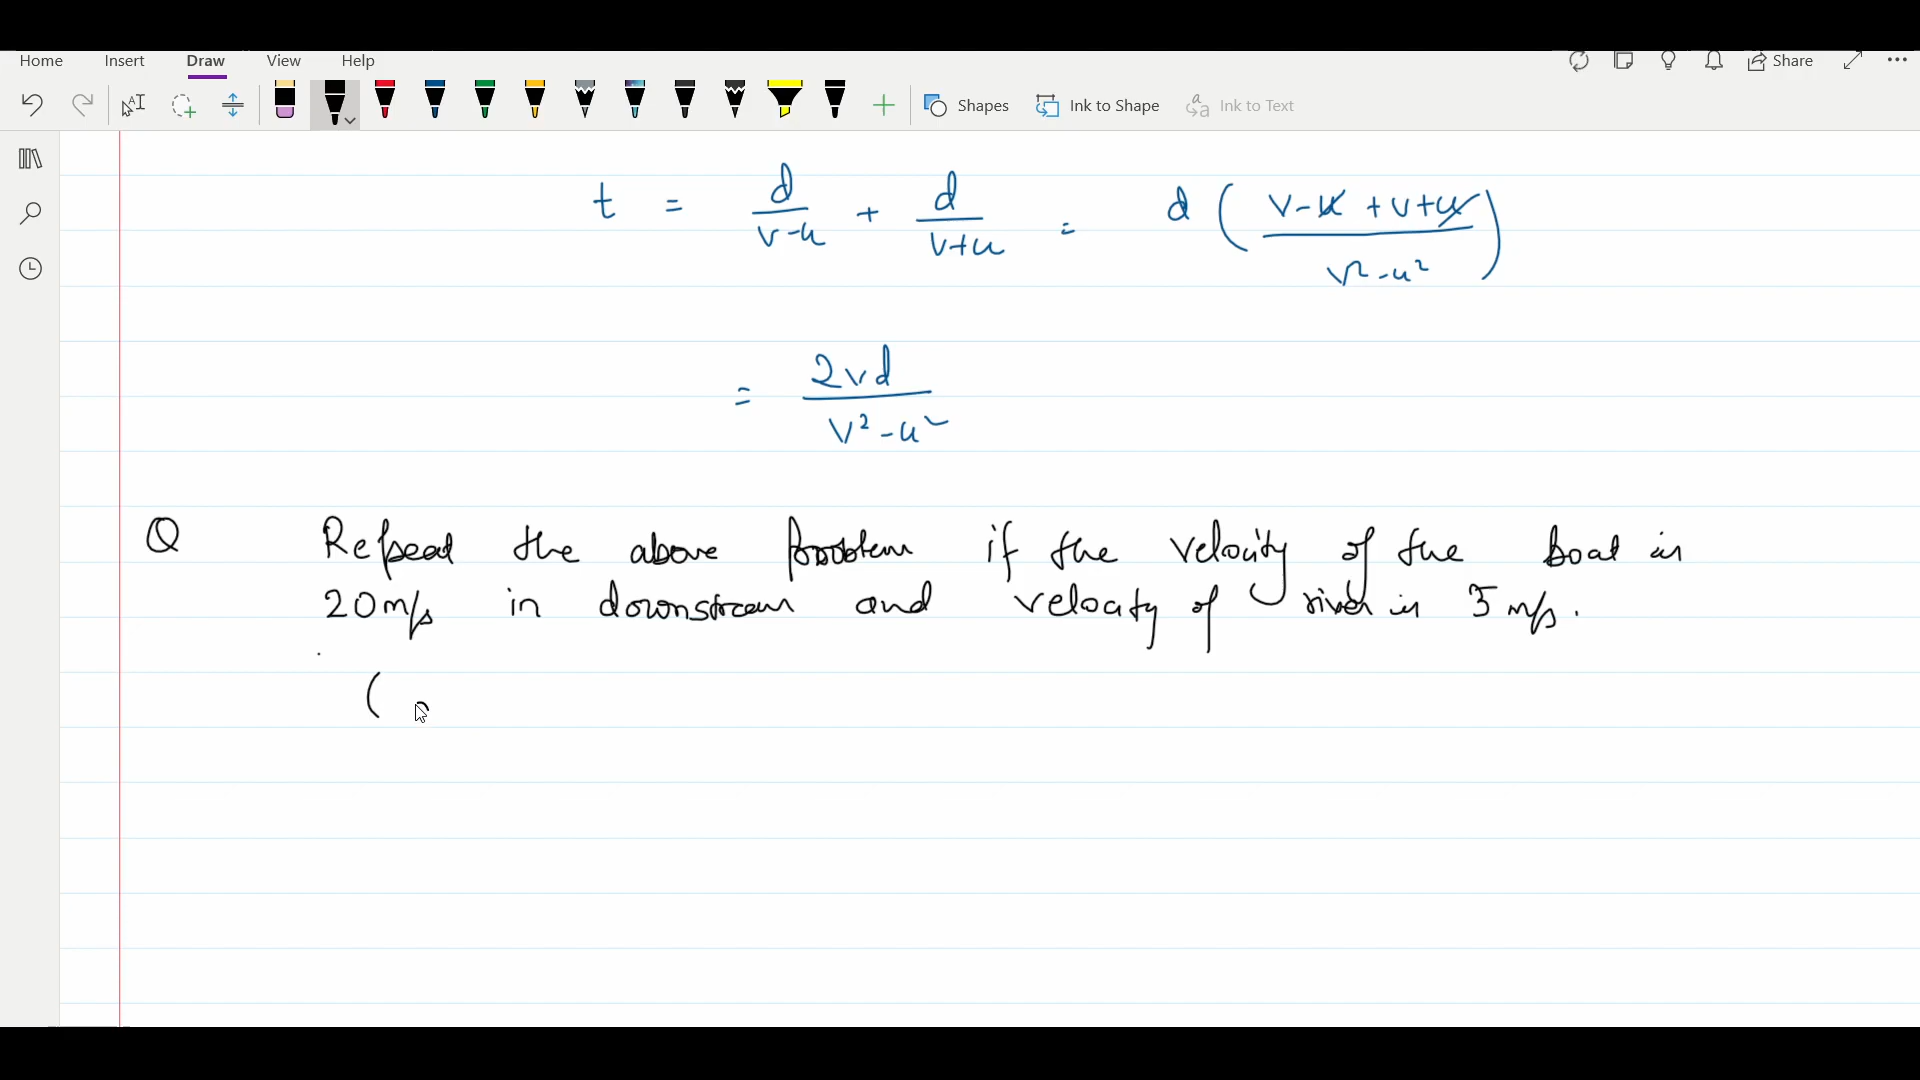 Home Insert Draw View Help Share
Shapes Ink to Shape Ink to Text
t = d/(v-u) + d/(v+u) = d ( (v-u+v+u)/(v²-u²) )
= 2vd/(v²-u²)
Q Repeat the above problem if the velocity of the boat is
20m/s in downstream and velocity of river is 5 m/s.
(